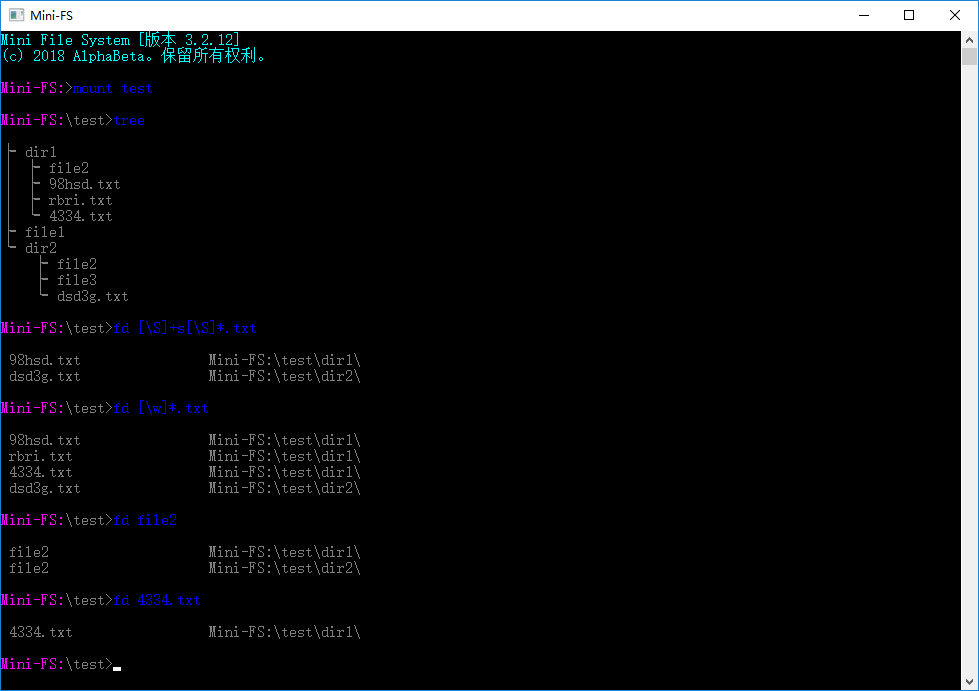 Mini-FS
Mini File System [版本 3.2.12]
(c) 2018 AlphaBeta。保留所有权利。
Mini-FS:>mount test
Mini-FS:\test>tree
├ dir1
│  ├ file2
│  ├ 98hsd.txt
│  ├ rbri.txt
│  └ 4334.txt
├ file1
└ dir2
    ├ file2
    ├ file3
    └ dsd3g.txt
Mini-FS:\test>fd [\S]+s[\S]*.txt
98hsd.txt                Mini-FS:\test\dir1\
dsd3g.txt                Mini-FS:\test\dir2\
Mini-FS:\test>fd [\w]*.txt
98hsd.txt                Mini-FS:\test\dir1\
rbri.txt                 Mini-FS:\test\dir1\
4334.txt                 Mini-FS:\test\dir1\
dsd3g.txt                Mini-FS:\test\dir2\
Mini-FS:\test>fd file2
file2                    Mini-FS:\test\dir1\
file2                    Mini-FS:\test\dir2\
Mini-FS:\test>fd 4334.txt
4334.txt                 Mini-FS:\test\dir1\
Mini-FS:\test>